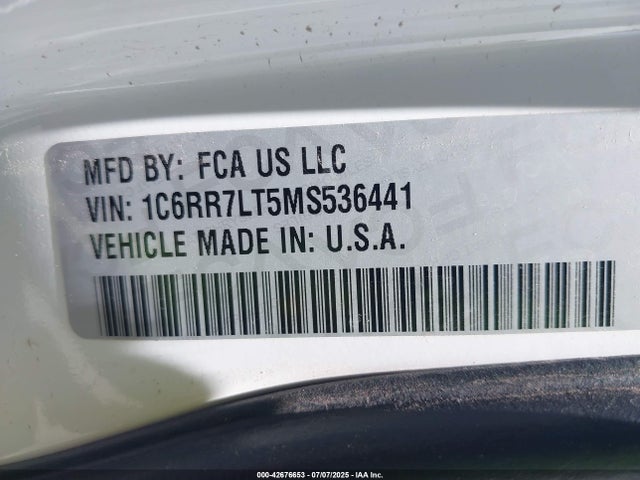 MFD BY: FCA US LLC
VIN: 1C6RR7LT5MS536441
VEHICLE MADE IN: U.S.A.
000-42676653 - 07/07/2025 - IAA Inc.